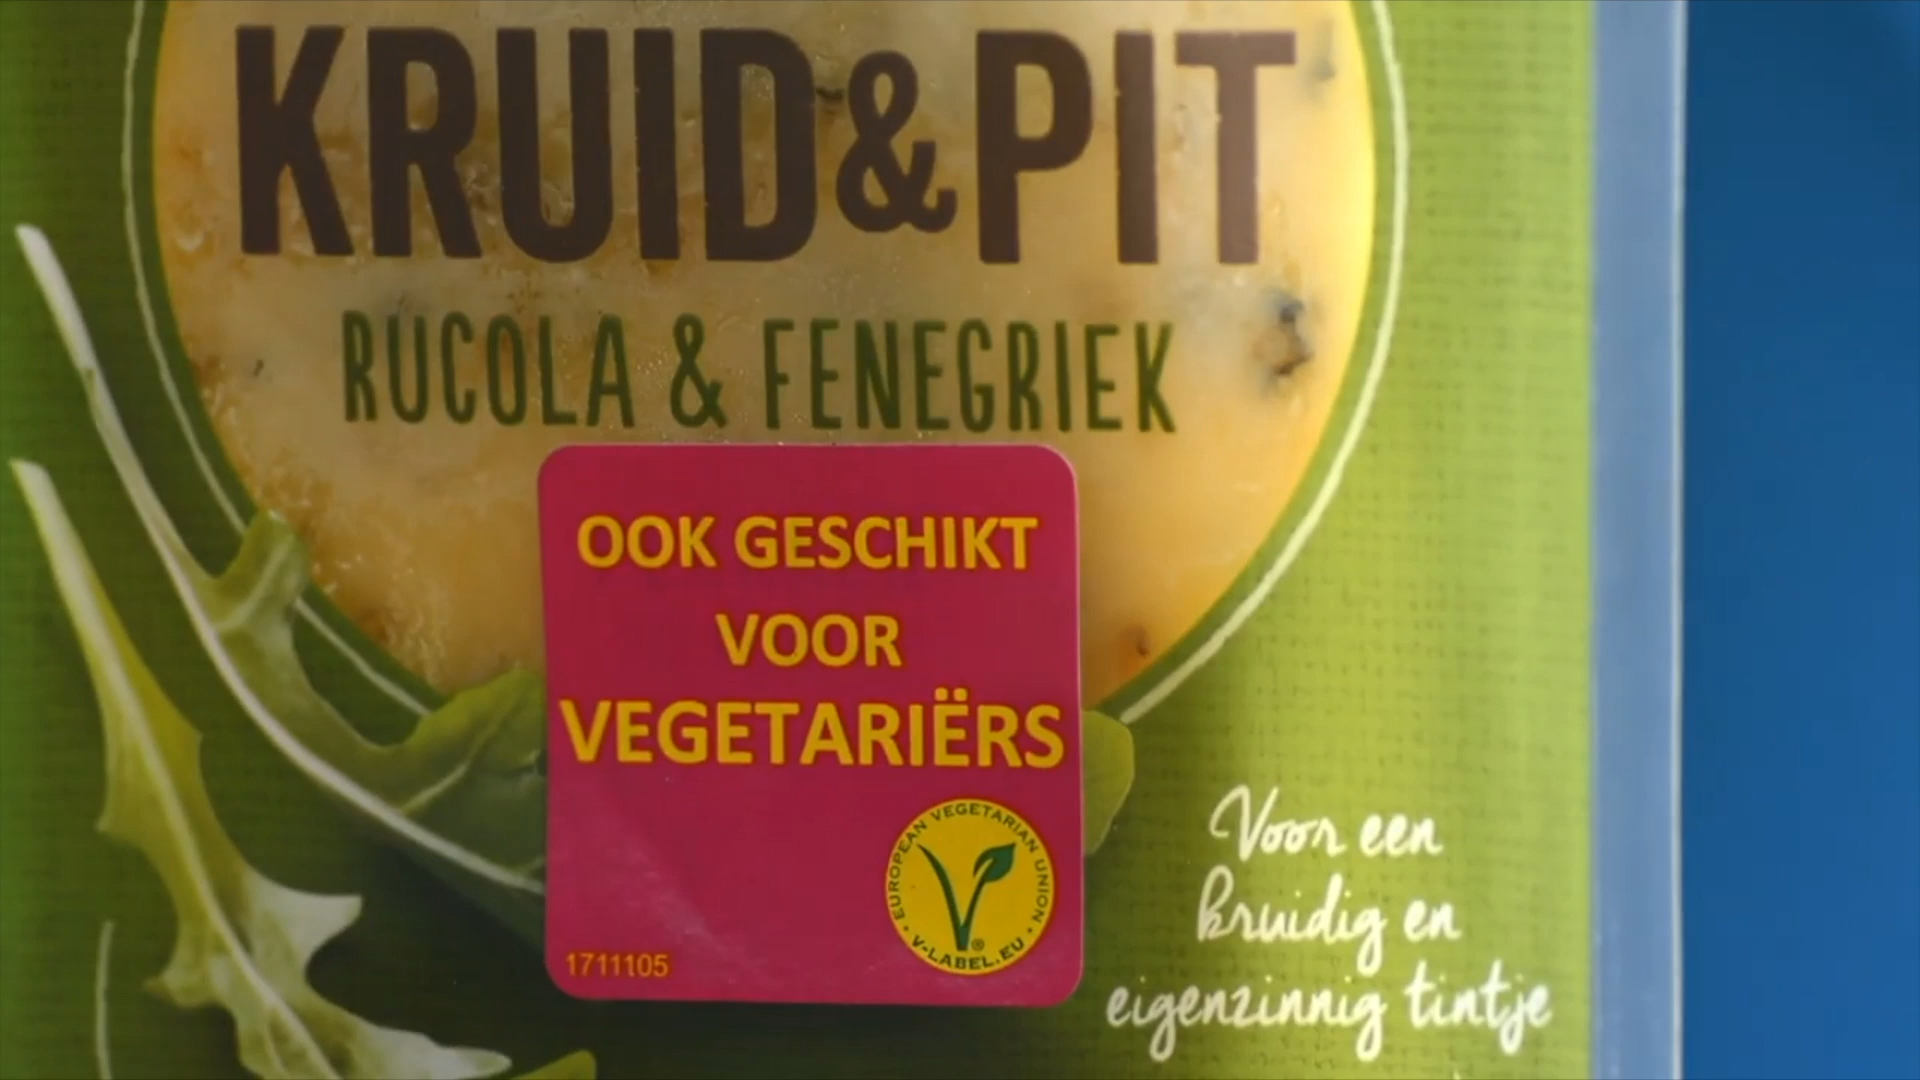 KRUID&PIT
RUCOLA & FENEGRIEK
OOK GESCHIKT
VOOR
VEGETARIËRS
• EUROPEAN VEGETARIAN UNION •
V-LABEL.EU
®
1711105
Voor een
kruidig en
eigenzinnig tintje